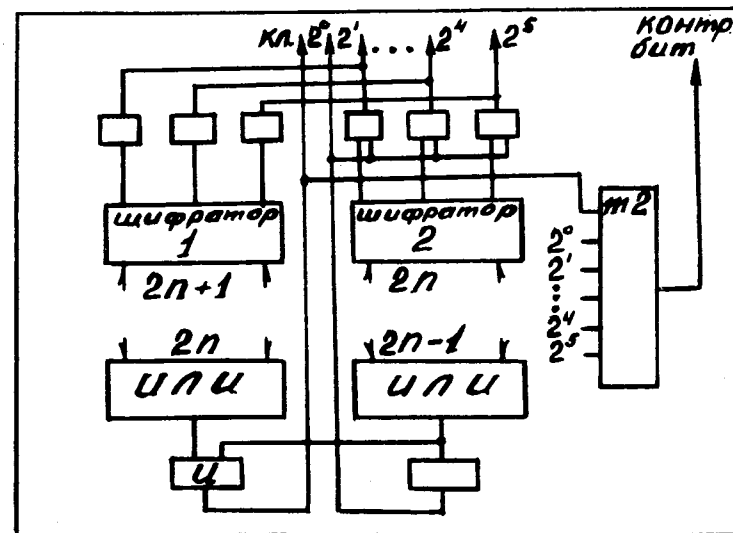 кл. 2⁰ 2¹ ... 2⁴ 2⁵
контр.
бит
шифратор
1
шифратор
2
m2
2⁰
2¹
⋮
2⁴
2⁵
2n+1
2n
2n
2n-1
или
или
и